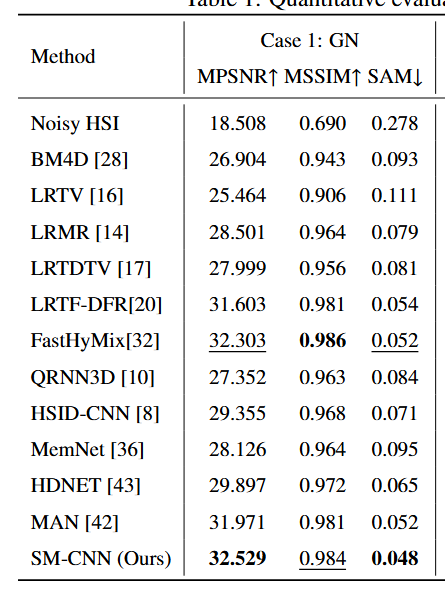 Table 1: Quantitative evalua
Case 1: GN
Method
MPSNR↑ MSSIM↑ SAM↓
Noisy HSI 18.508 0.690 0.278
BM4D [28] 26.904 0.943 0.093
LRTV [16] 25.464 0.906 0.111
LRMR [14] 28.501 0.964 0.079
LRTDTV [17] 27.999 0.956 0.081
LRTF-DFR[20] 31.603 0.981 0.054
FastHyMix[32] 32.303 0.986 0.052
QRNN3D [10] 27.352 0.963 0.084
HSID-CNN [8] 29.355 0.968 0.071
MemNet [36] 28.126 0.964 0.095
HDNET [43] 29.897 0.972 0.065
MAN [42] 31.971 0.981 0.052
SM-CNN (Ours) 32.529 0.984 0.048